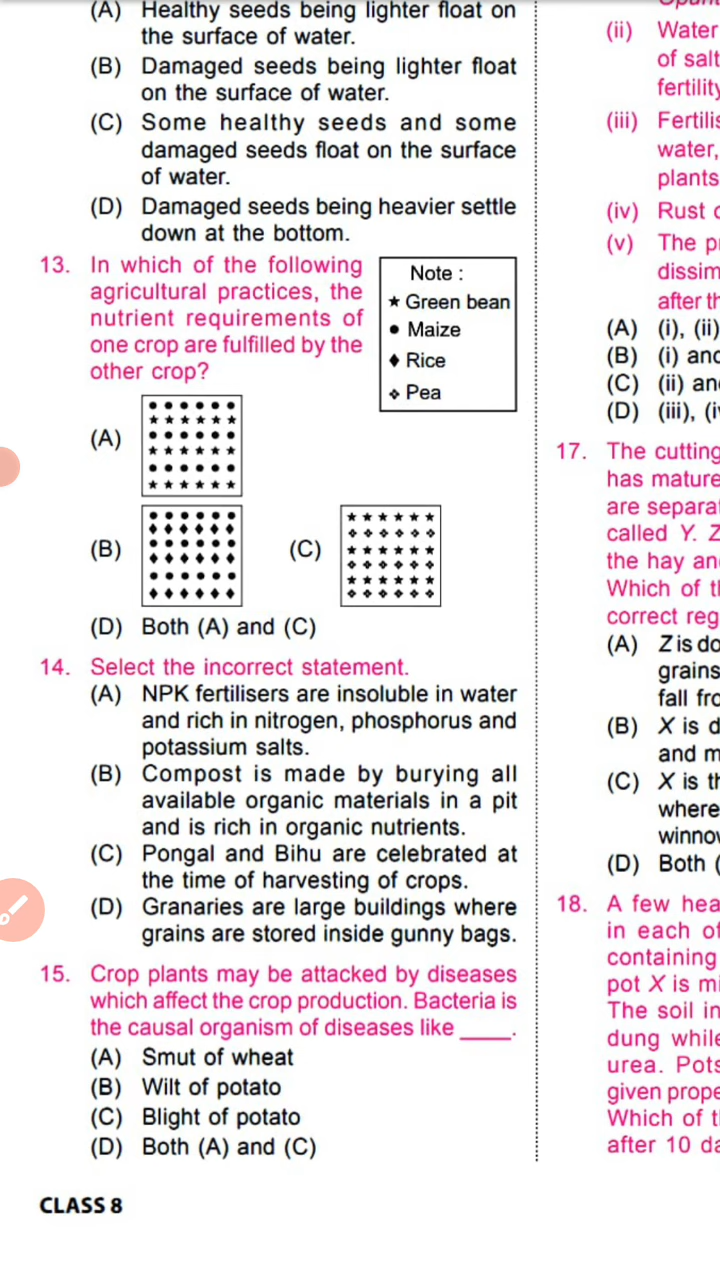 (A) Healthy seeds being lighter float on
the surface of water.
(B) Damaged seeds being lighter float
on the surface of water.
(C) Some healthy seeds and some
damaged seeds float on the surface
of water.
(D) Damaged seeds being heavier settle
down at the bottom.
13. In which of the following
agricultural practices, the
nutrient requirements of
one crop are fulfilled by the
other crop?
Note :
★ Green bean
● Maize
♦ Rice
❖ Pea
(A)
(B)
(C)
(D) Both (A) and (C)
14. Select the incorrect statement.
(A) NPK fertilisers are insoluble in water
and rich in nitrogen, phosphorus and
potassium salts.
(B) Compost is made by burying all
available organic materials in a pit
and is rich in organic nutrients.
(C) Pongal and Bihu are celebrated at
the time of harvesting of crops.
(D) Granaries are large buildings where
grains are stored inside gunny bags.
15. Crop plants may be attacked by diseases
which affect the crop production. Bacteria is
the causal organism of diseases like ____.
(A) Smut of wheat
(B) Wilt of potato
(C) Blight of potato
(D) Both (A) and (C)
CLASS 8
(ii) Water
of salt
fertility
(iii) Fertilis
water,
plants
(iv) Rust
(v) The
dissim
after
(A) (i), (ii)
(B) (i) and
(C) (ii) an
(D) (iii),
17. The cutting
has mature
are separa
called Y. Z
the hay an
Which of
correct reg
(A) Z is do
grains
fall
(B) X is
and
(C) X is
where
winnow
(D) Both
18. A few hea
in each of
containing
pot X is mi
The soil in
dung while
urea. Pots
given prope
Which of
after 10 da